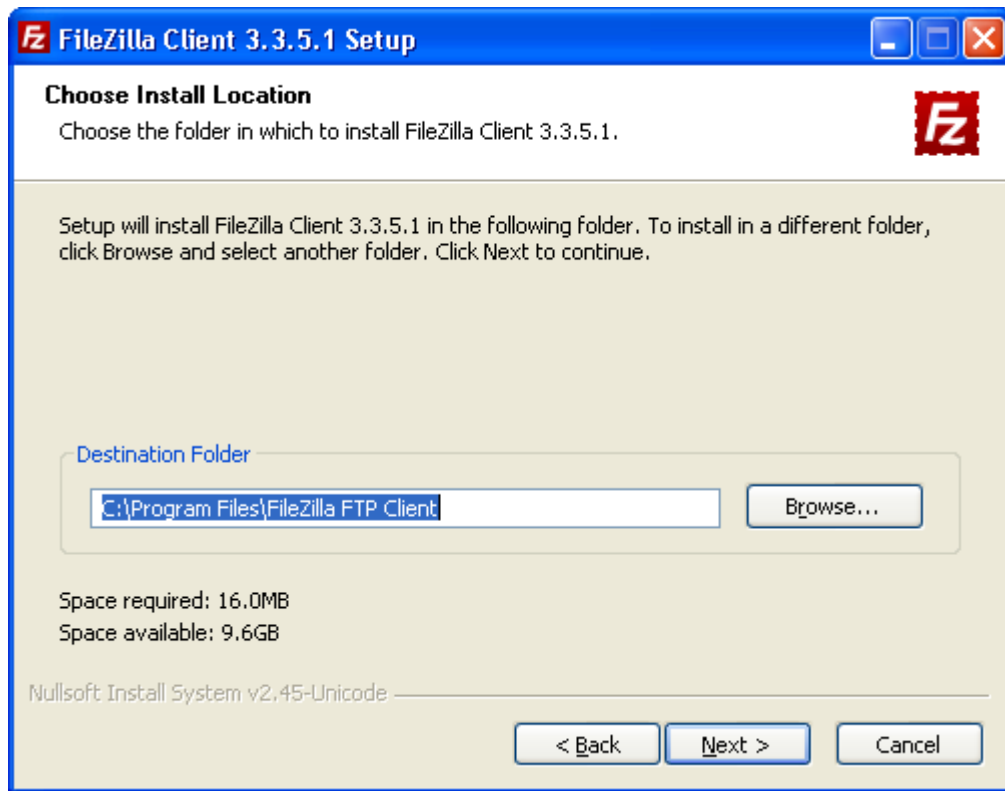 FZ FileZilla Client 3.3.5.1 Setup
Choose Install Location
Choose the folder in which to install FileZilla Client 3.3.5.1.
FZ
Setup will install FileZilla Client 3.3.5.1 in the following folder. To install in a different folder,
click Browse and select another folder. Click Next to continue.
Destination Folder
C:\Program Files\FileZilla FTP Client
Browse...
Space required: 16.0MB
Space available: 9.6GB
Nullsoft Install System v2.45-Unicode
< Back Next > Cancel